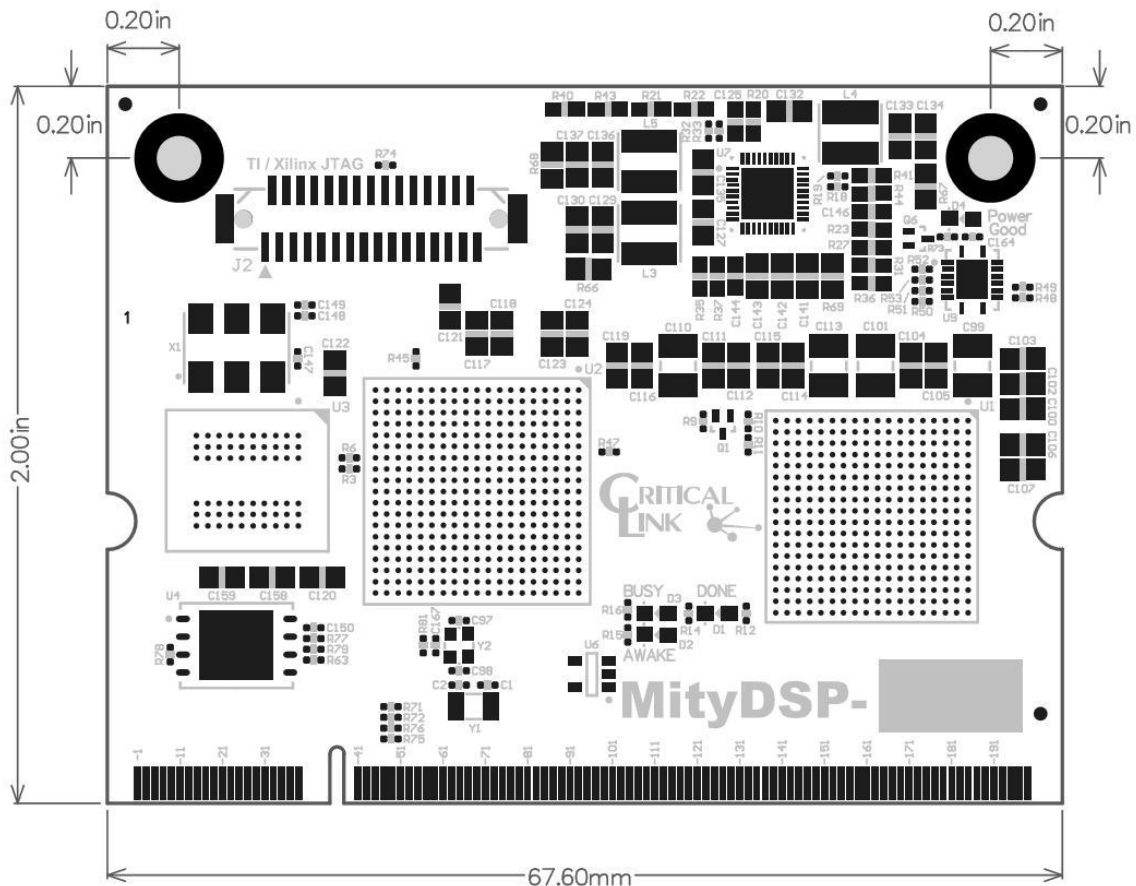 0.20in
0.20in
0.20in
0.20in
2.00in
67.60mm
R40
R43
R21
R22
C125
R20
C132
L4
C133
C134
C137
C136
L5
R32
R33
U7
R68
C135
R19
R18
R41
R44
R67
C130
C129
C127
C146
R23
R27
R31
R36
Q6
D4
Power
Good
R73
C164
R52
R53
R51
R50
U9
R49
R48
L3
R66
R35
R37
C144
C143
C142
C141
R69
TI / Xilinx JTAG
R74
J2
1
C149
C148
X1
C147
C122
U3
C121
C118
C117
C124
C123
R45
U2
C119
C110
C116
C111
C112
C115
C114
C113
C101
C104
C105
C99
U1
C103
C102
C100
C106
C107
R9
Q1
R10
R11
R6
R3
R47
CRITICAL
LINK
C159
C158
C120
U4
R78
C150
R77
R79
R63
R81
C167
C97
Y2
C98
C2
C1
Y1
R71
R72
R76
R75
BUSY
DONE
R16
D3
R14
D1
R12
R15
D2
AWAKE
U6
MityDSP-
-1
-11
-21
-31
-41
-51
-61
-71
-81
-91
-101
-111
-121
-131
-141
-151
-161
-171
-181
-191